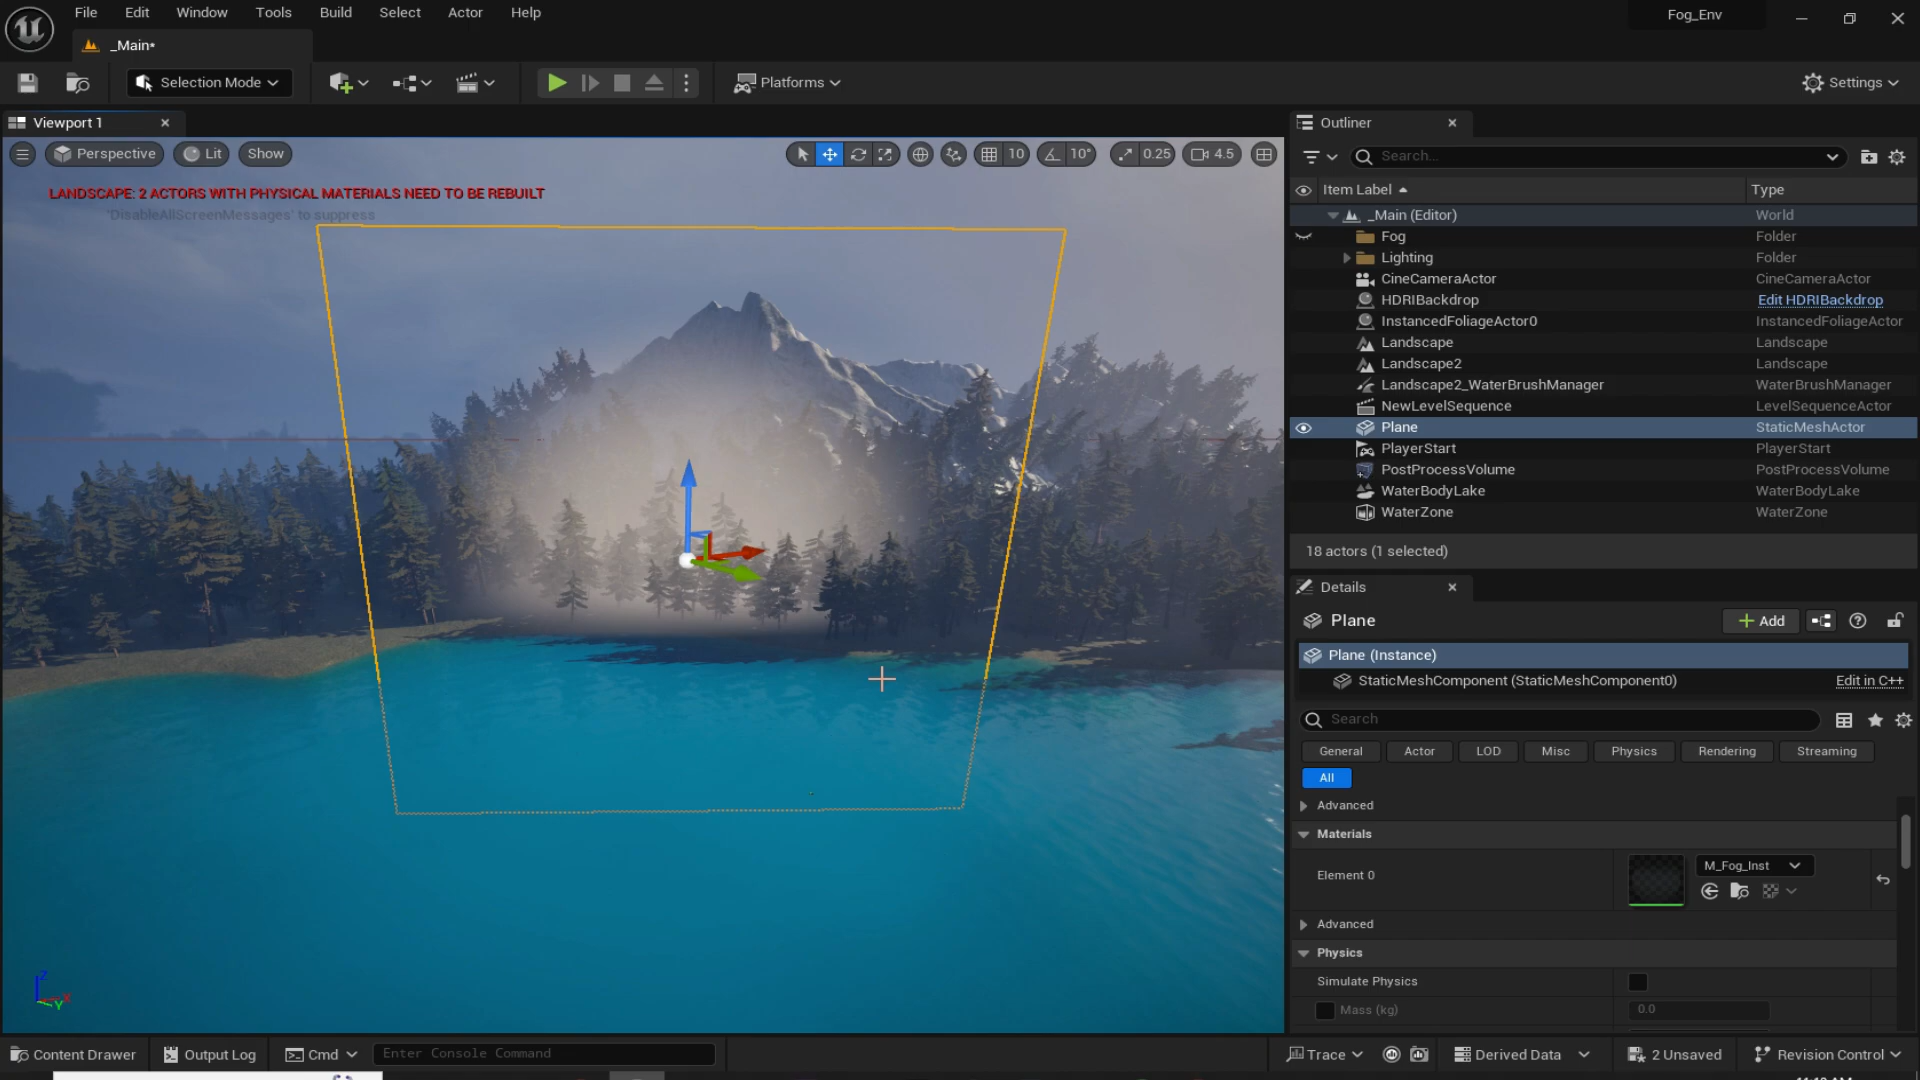 File Edit Window Tools Build Select Actor Help
Fog_Env
_Main*
Selection Mode
Platforms
Settings
Viewport 1
Perspective
Lit
Show
10
10°
0.25
4.5
LANDSCAPE: 2 ACTORS WITH PHYSICAL MATERIALS NEED TO BE REBUILT
'DisableAllScreenMessages' to suppress
Z
X
Y
Outliner
Search...
Item Label Type
_Main (Editor) World
Fog Folder
Lighting Folder
CineCameraActor CineCameraActor
HDRIBackdrop Edit HDRIBackdrop
InstancedFoliageActor0 InstancedFoliageActor
Landscape Landscape
Landscape2 Landscape
Landscape2_WaterBrushManager WaterBrushManager
NewLevelSequence LevelSequenceActor
Plane StaticMeshActor
PlayerStart PlayerStart
PostProcessVolume PostProcessVolume
WaterBodyLake WaterBodyLake
WaterZone WaterZone
18 actors (1 selected)
Details
Plane
Add
Plane (Instance)
StaticMeshComponent (StaticMeshComponent0) Edit in C++
Search
General Actor LOD Misc Physics Rendering Streaming
All
Advanced
Materials
Element 0
M_Fog_Inst
Advanced
Physics
Simulate Physics
Mass (kg) 0.0
Content Drawer
Output Log
Cmd
Enter Console Command
Trace
Derived Data
2 Unsaved
Revision Control